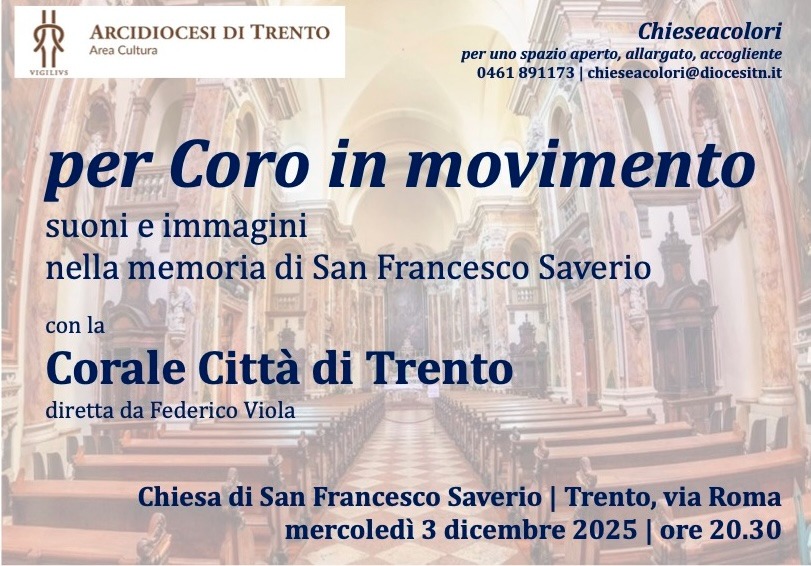 ARCIDIOCESI DI TRENTO
Area Cultura
VIGILIVS
Chieseacolori
per uno spazio aperto, allargato, accogliente
0461 891173 | chieseacolori@diocesitn.it
per Coro in movimento
suoni e immagini
nella memoria di San Francesco Saverio
con la
Corale Città di Trento
diretta da Federico Viola
Chiesa di San Francesco Saverio | Trento, via Roma
mercoledì 3 dicembre 2025 | ore 20.30